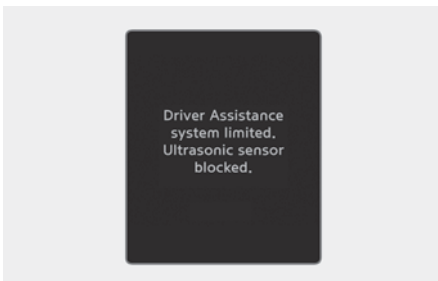 Driver Assistance
system limited.
Ultrasonic sensor
blocked.